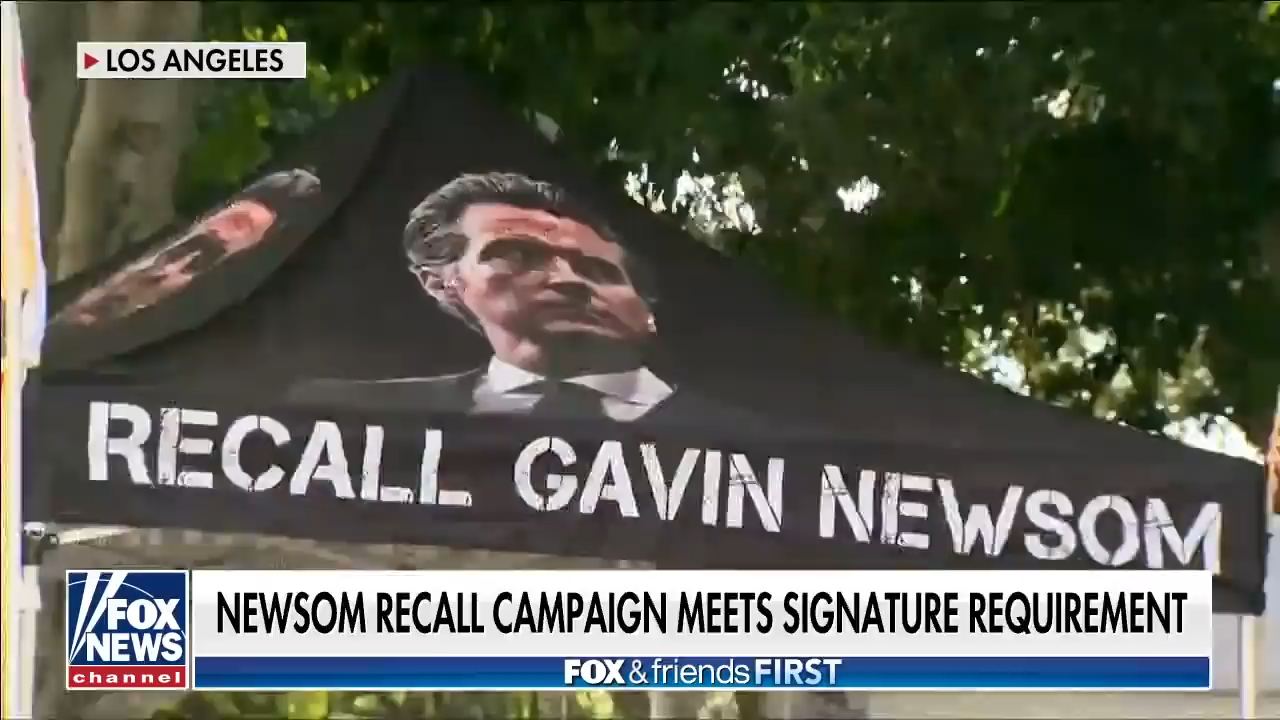 LOS ANGELES
RECALL GAVIN NEWSOM
FOX
NEWS
channel
NEWSOM RECALL CAMPAIGN MEETS SIGNATURE REQUIREMENT
FOX & friends FIRST